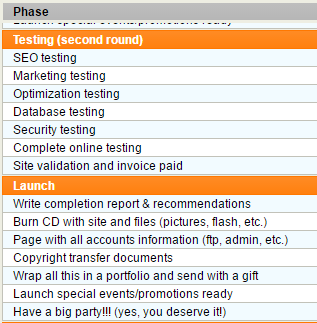 Phase
Launch special events/promotions ready
Testing (second round)
SEO testing
Marketing testing
Optimization testing
Database testing
Security testing
Complete online testing
Site validation and invoice paid
Launch
Write completion report & recommendations
Burn CD with site and files (pictures, flash, etc.)
Page with all accounts information (ftp, admin, etc.)
Copyright transfer documents
Wrap all this in a portfolio and send with a gift
Launch special events/promotions ready
Have a big party!!! (yes, you deserve it!)